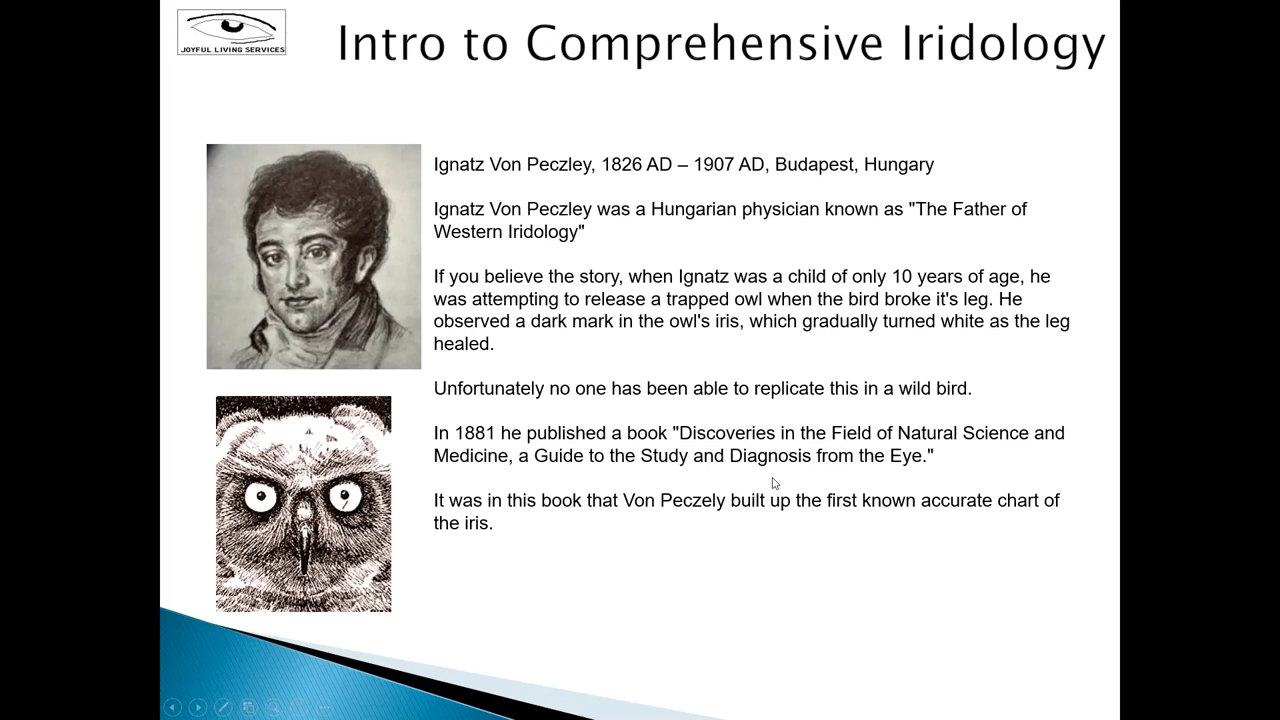 JOYFUL LIVING SERVICES
Intro to Comprehensive Iridology
Ignatz Von Peczley, 1826 AD – 1907 AD, Budapest, Hungary
Ignatz Von Peczley was a Hungarian physician known as "The Father of
Western Iridology"
If you believe the story, when Ignatz was a child of only 10 years of age, he
was attempting to release a trapped owl when the bird broke it's leg. He
observed a dark mark in the owl's iris, which gradually turned white as the leg
healed.
Unfortunately no one has been able to replicate this in a wild bird.
In 1881 he published a book "Discoveries in the Field of Natural Science and
Medicine, a Guide to the Study and Diagnosis from the Eye."
It was in this book that Von Peczely built up the first known accurate chart of
the iris.